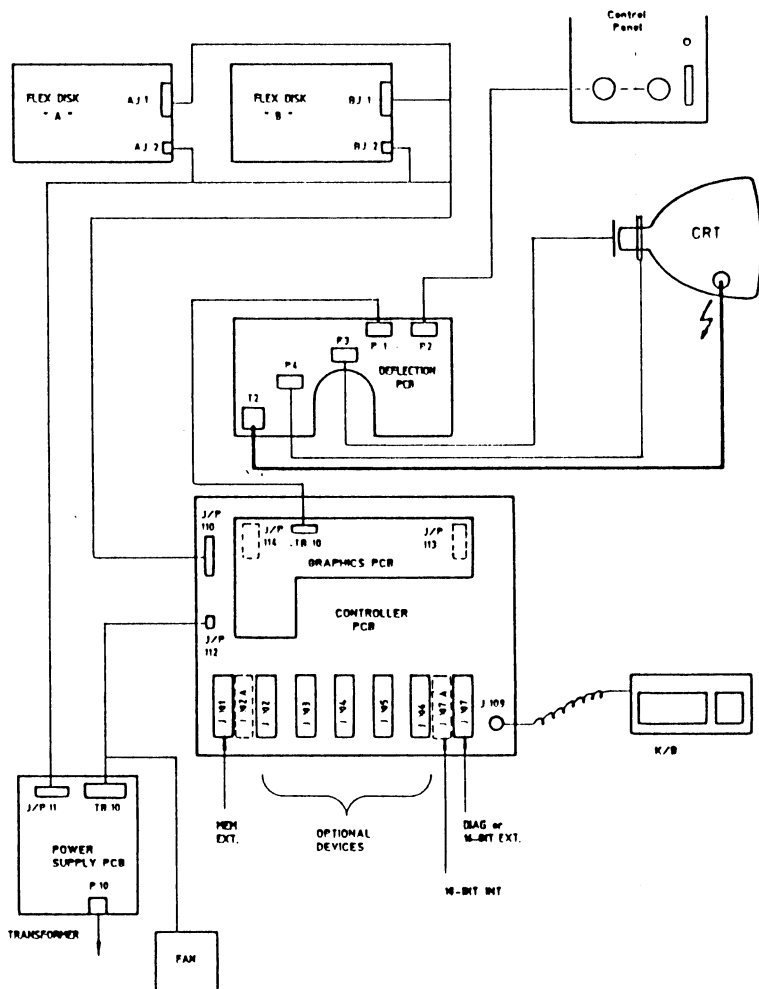 Control
Panel
FLEX DISK
"A"
AJ 1
AJ 2
FLEX DISK
"B"
BJ 1
BJ 2
CRT
P 1
P2
P3
DEFLECTION
PCB
P4
T2
J/P
110
J/P
114
TR 10
J/P
113
GRAPHICS PCB
CONTROLLER
PCB
J/P
112
J 101
J 102 A
J 102
J 103
J 104
J 105
J 106
J 107 A
J 107
J 109
K/B
MEM
EXT.
OPTIONAL
DEVICES
DIAG or
16-BIT EXT.
16-BIT INT
J/P 11
TR 10
POWER
SUPPLY PCB
P 10
TRANSFORMER
FAN